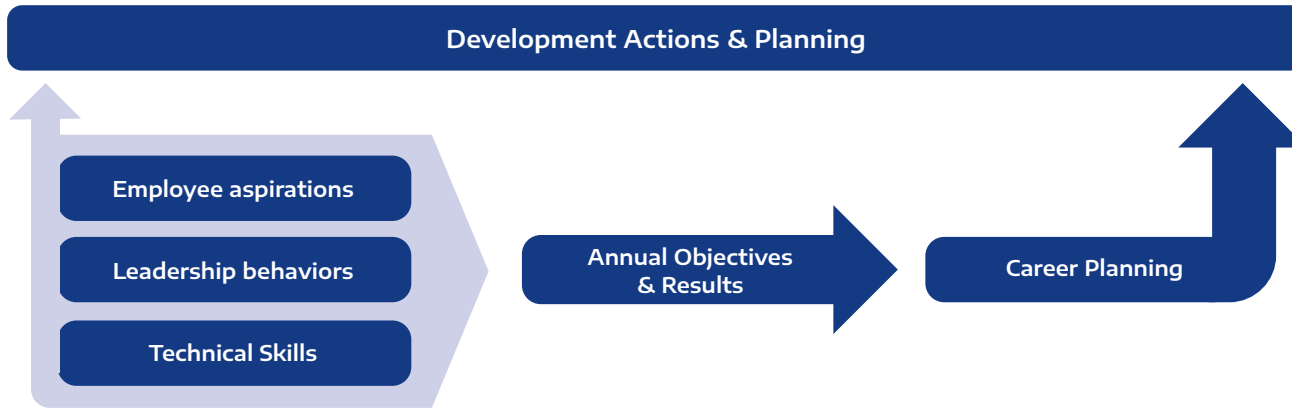 Development Actions & Planning
Employee aspirations
Leadership behaviors
Technical Skills
Annual Objectives
& Results
Career Planning